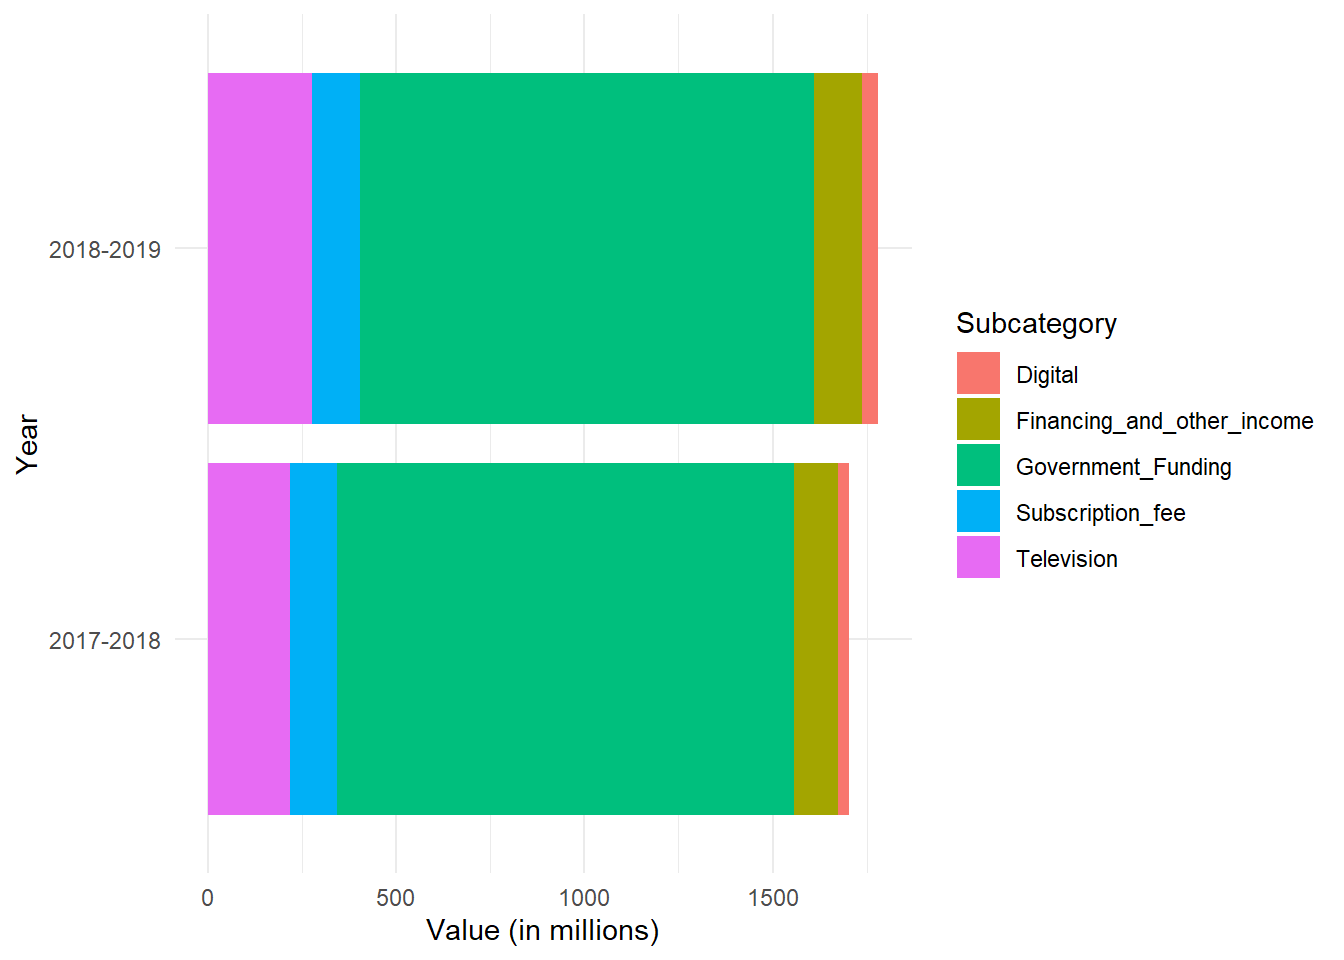 2018-2019
2017-2018
Year
0 500 1000 1500
Value (in millions)
Subcategory
Digital
Financing_and_other_income
Government_Funding
Subscription_fee
Television